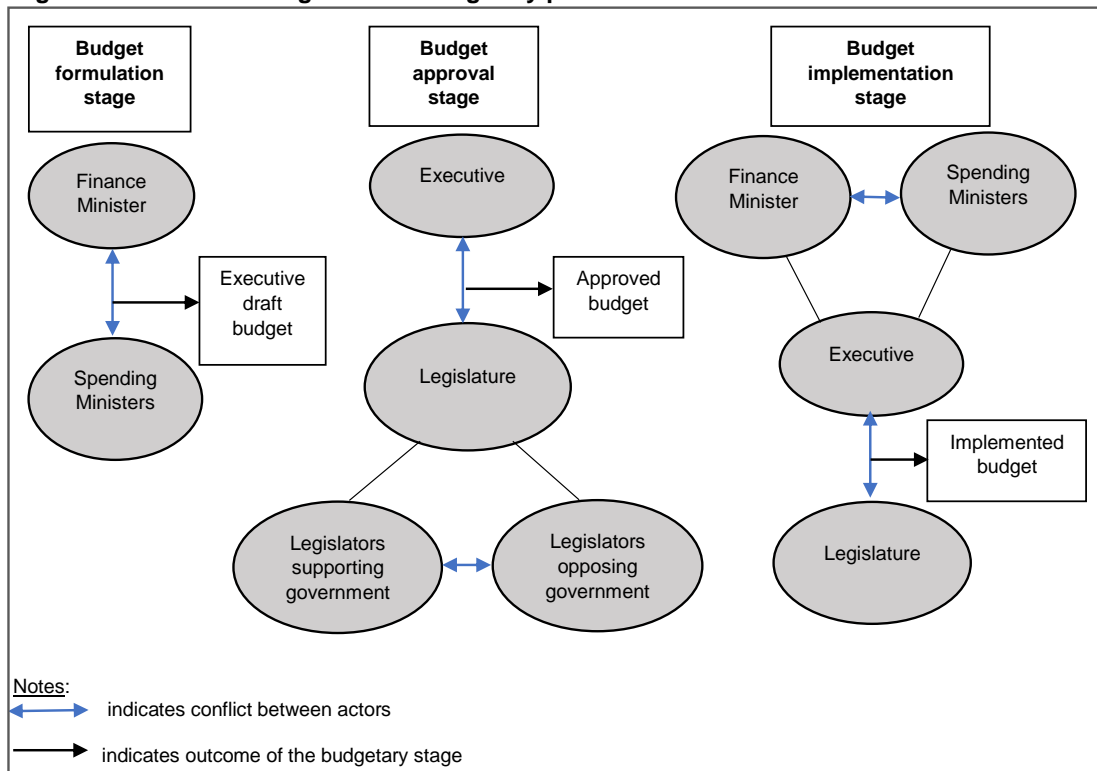 Budget
formulation
stage
Finance
Minister
Executive
draft
budget
Spending
Ministers
Budget
approval
stage
Executive
Approved
budget
Legislature
Legislators
supporting
government
Legislators
opposing
government
Budget
implementation
stage
Finance
Minister
Spending
Ministers
Executive
Implemented
budget
Legislature
Notes:
indicates conflict between actors
indicates outcome of the budgetary stage